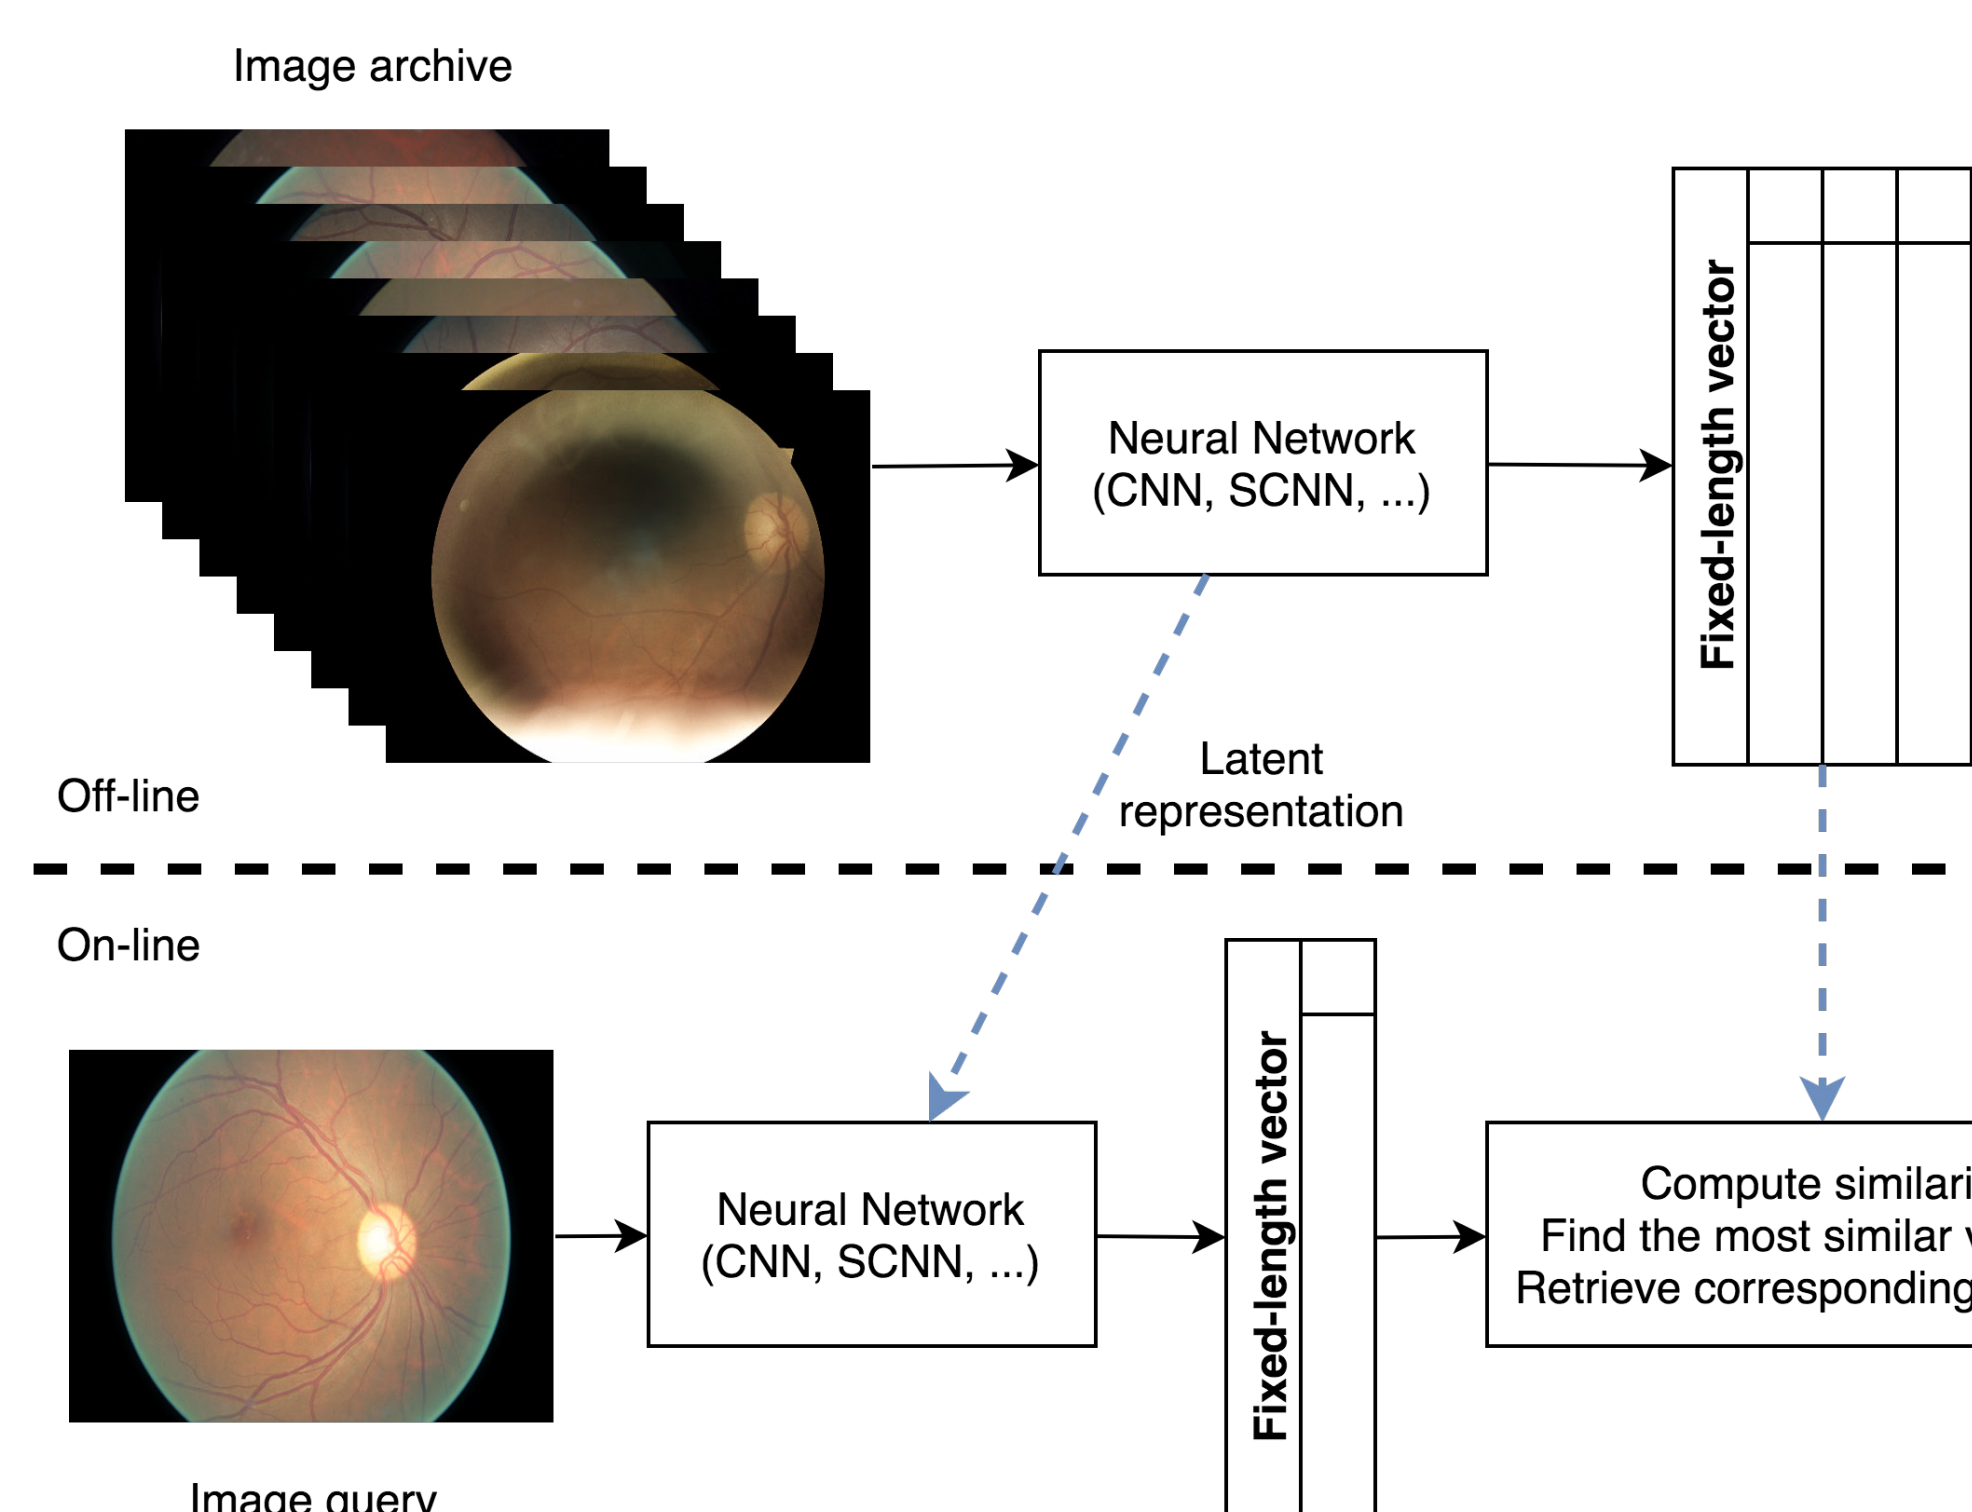 Image archive
Neural Network
(CNN, SCNN, ...)
Fixed-length vector
Latent
representation
Off-line
On-line
Neural Network
(CNN, SCNN, ...)
Fixed-length vector
Compute similari
Find the most similar
Retrieve corresponding
Image query